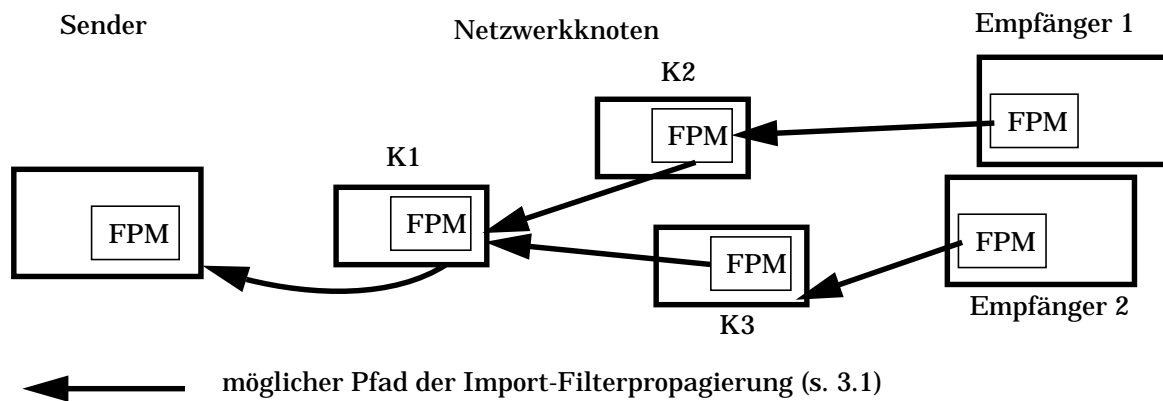 Sender
Netzwerkknoten
Empfänger 1
K2
FPM
FPM
K1
FPM
FPM
FPM
FPM
K3
Empfänger 2
möglicher Pfad der Import-Filterpropagierung (s. 3.1)